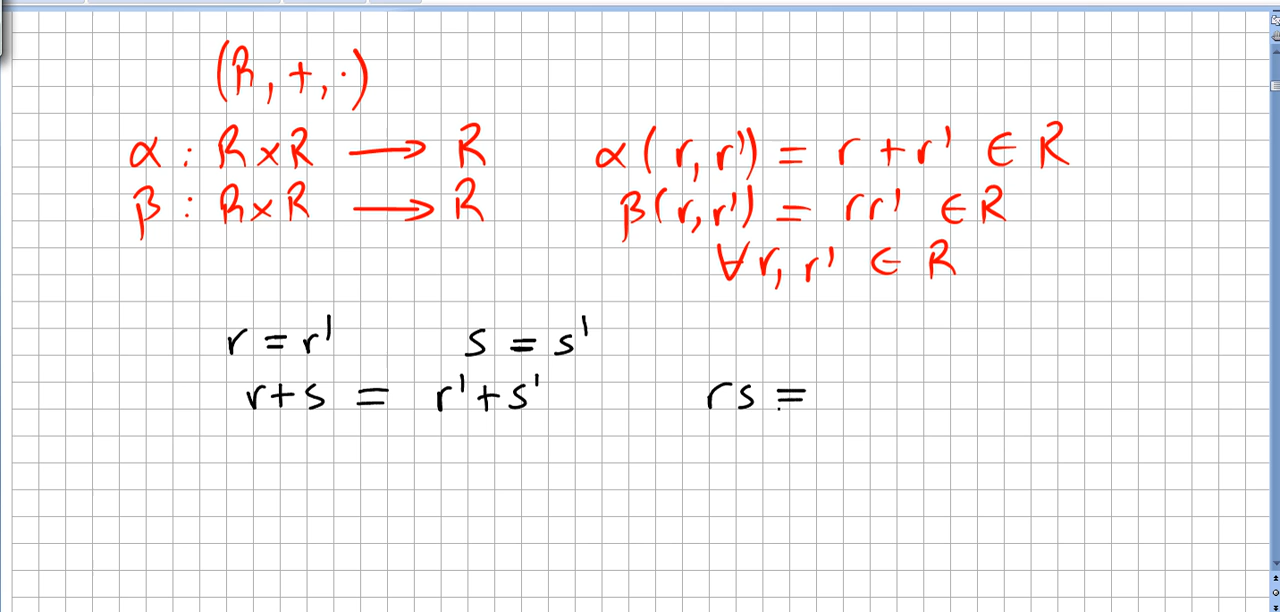 (R, +, ·)
α : R × R ⟶ R α(r, r') = r + r' ∈ R
β : R × R ⟶ R β(r, r') = rr' ∈ R
∀ r, r' ∈ R
r = r' s = s'
r+s = r'+s' rs =